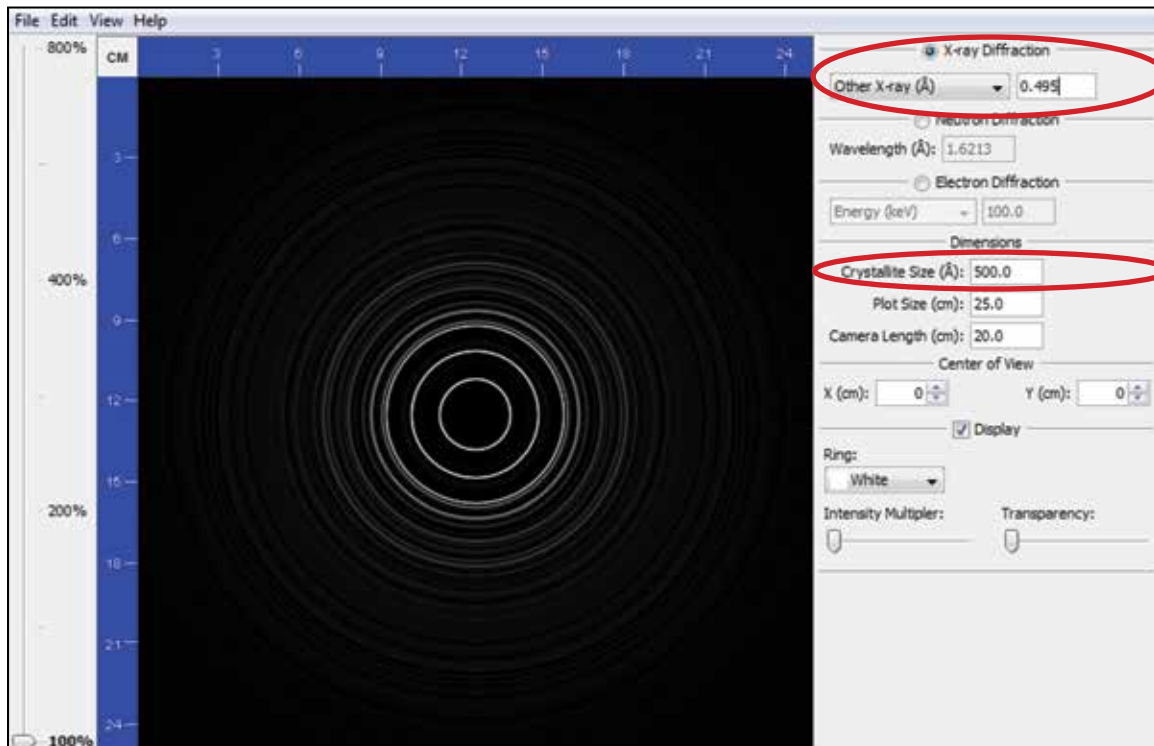 File Edit View Help
800%
400%
200%
100%
CM
3 6 9 12 15 18 21 24
3
6
9
12
15
18
21
24
X-ray Diffraction
Other X-ray (Å) 0.495
Neutron Diffraction
Wavelength (Å): 1.6213
Electron Diffraction
Energy (keV) 100.0
Dimensions
Crystallite Size (Å): 500.0
Plot Size (cm): 25.0
Camera Length (cm): 20.0
Center of View
X (cm): 0 Y (cm): 0
Display
Ring:
White
Intensity Multipler: Transparency: